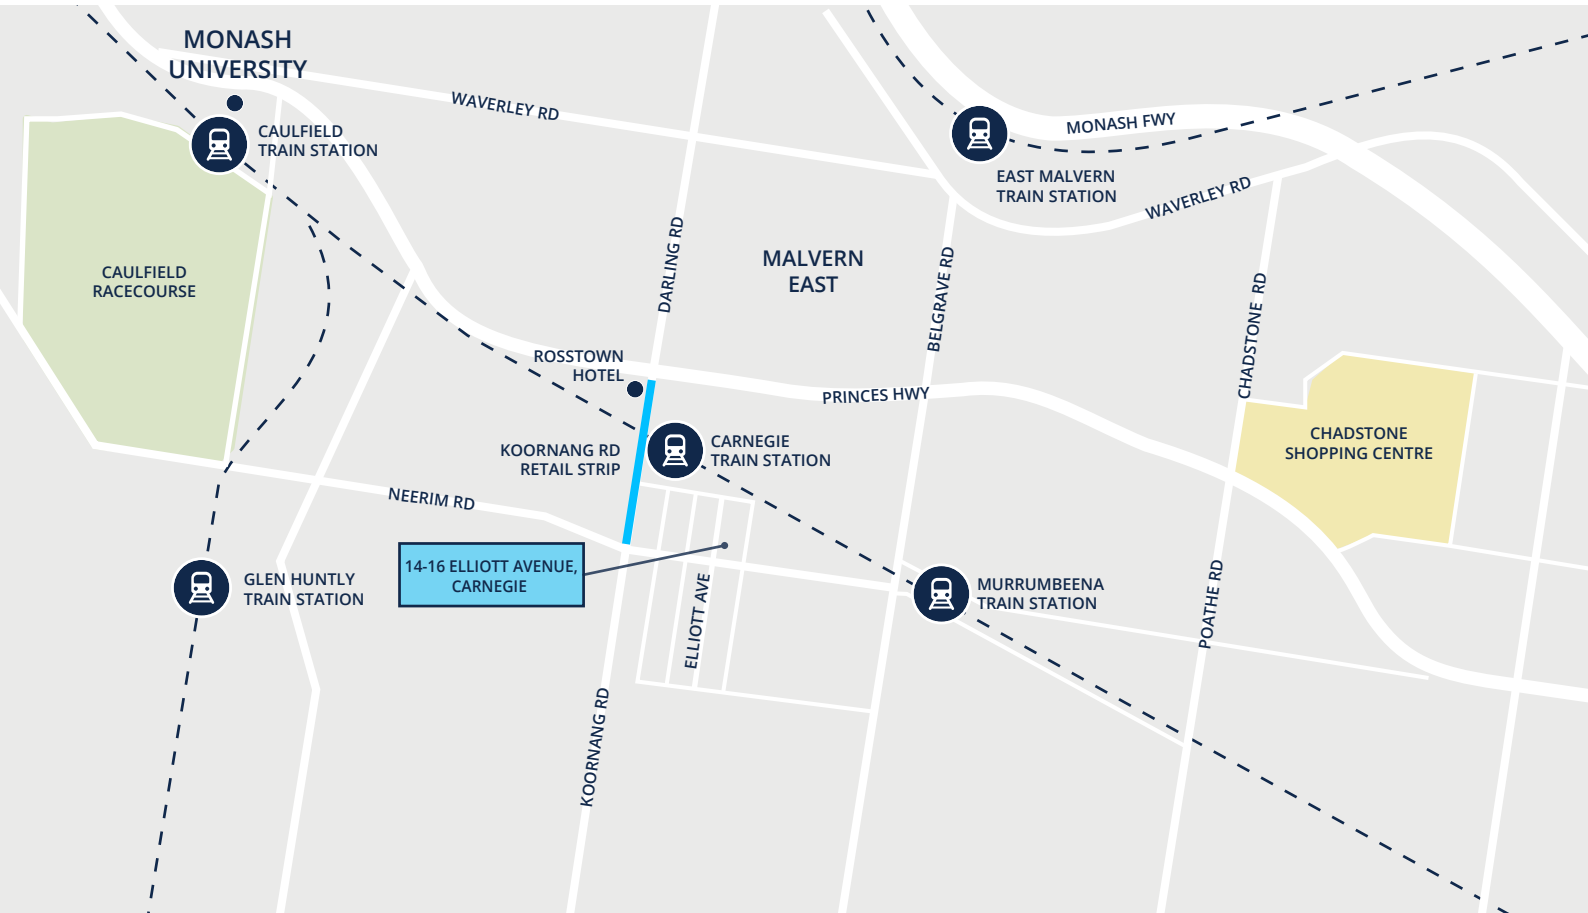 MONASH
UNIVERSITY
CAULFIELD
TRAIN STATION
WAVERLEY RD
MONASH FWY
EAST MALVERN
TRAIN STATION
WAVERLEY RD
CAULFIELD
RACECOURSE
DARLING RD
MALVERN
EAST
BELGRAVE RD
CHADSTONE RD
ROSSTOWN
HOTEL
PRINCES HWY
KOORNANG RD
RETAIL STRIP
CARNEGIE
TRAIN STATION
CHADSTONE
SHOPPING CENTRE
NEERIM RD
14-16 ELLIOTT AVENUE,
CARNEGIE
GLEN HUNTLY
TRAIN STATION
ELLIOTT AVE
MURRUMBEENA
TRAIN STATION
POATHE RD
KOORNANG RD